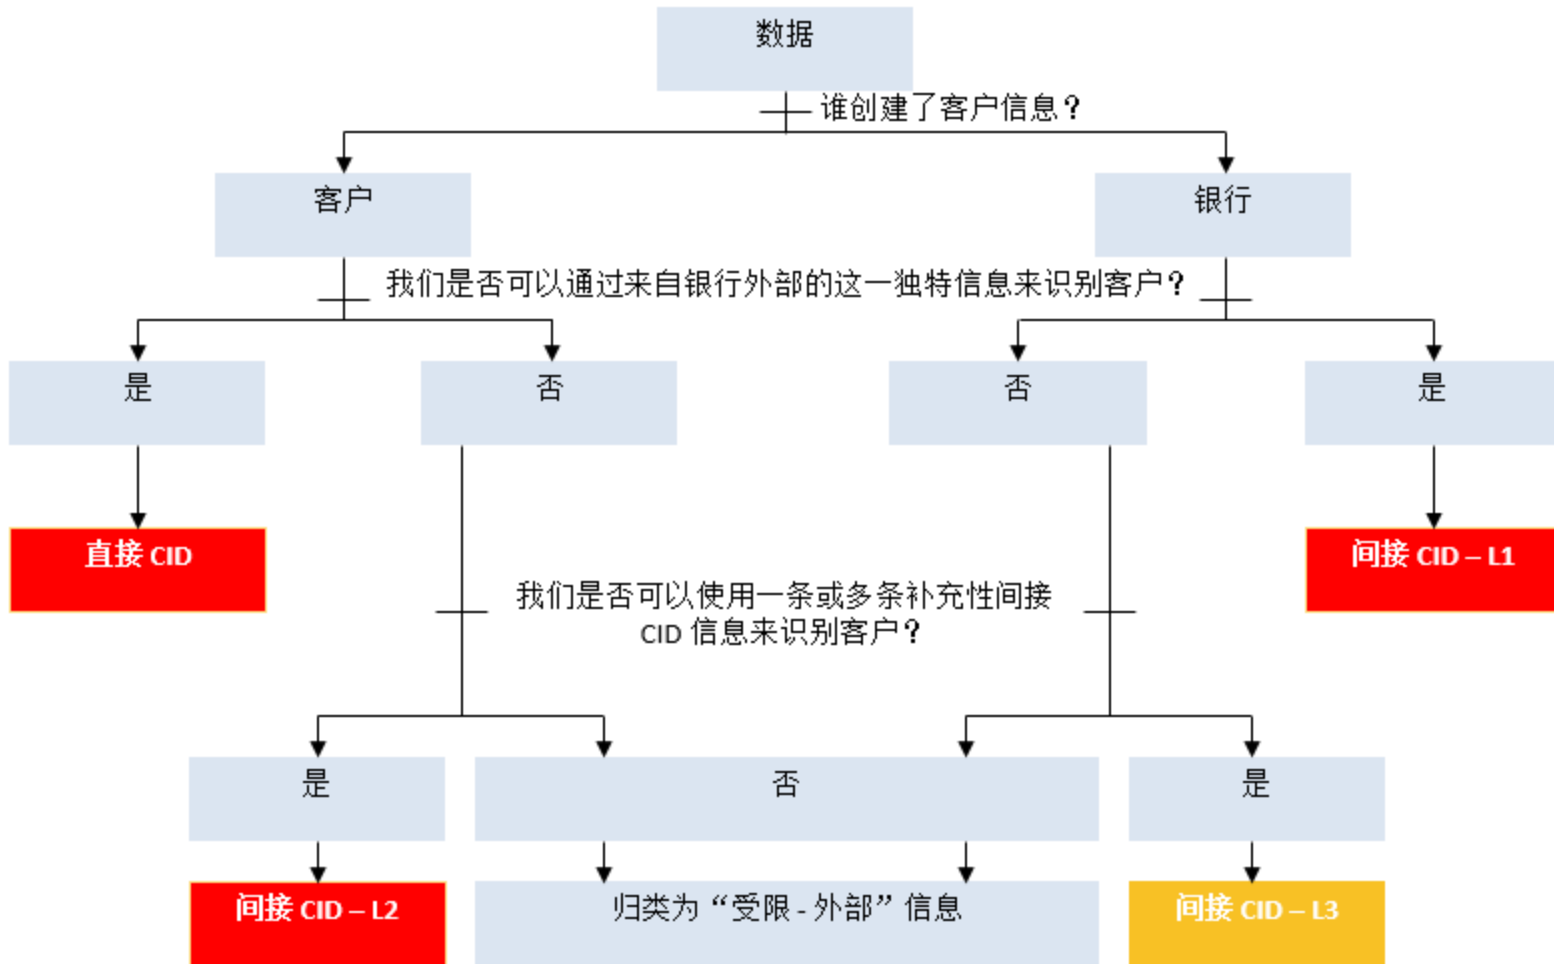 数据
谁创建了客户信息？
客户
银行
我们是否可以通过来自银行外部的这一独特信息来识别客户？
是
否
否
是
直接 CID
间接 CID – L1
我们是否可以使用一条或多条补充性间接
CID 信息来识别客户？
是
否
是
间接 CID – L2
归类为“受限 - 外部”信息
间接 CID – L3